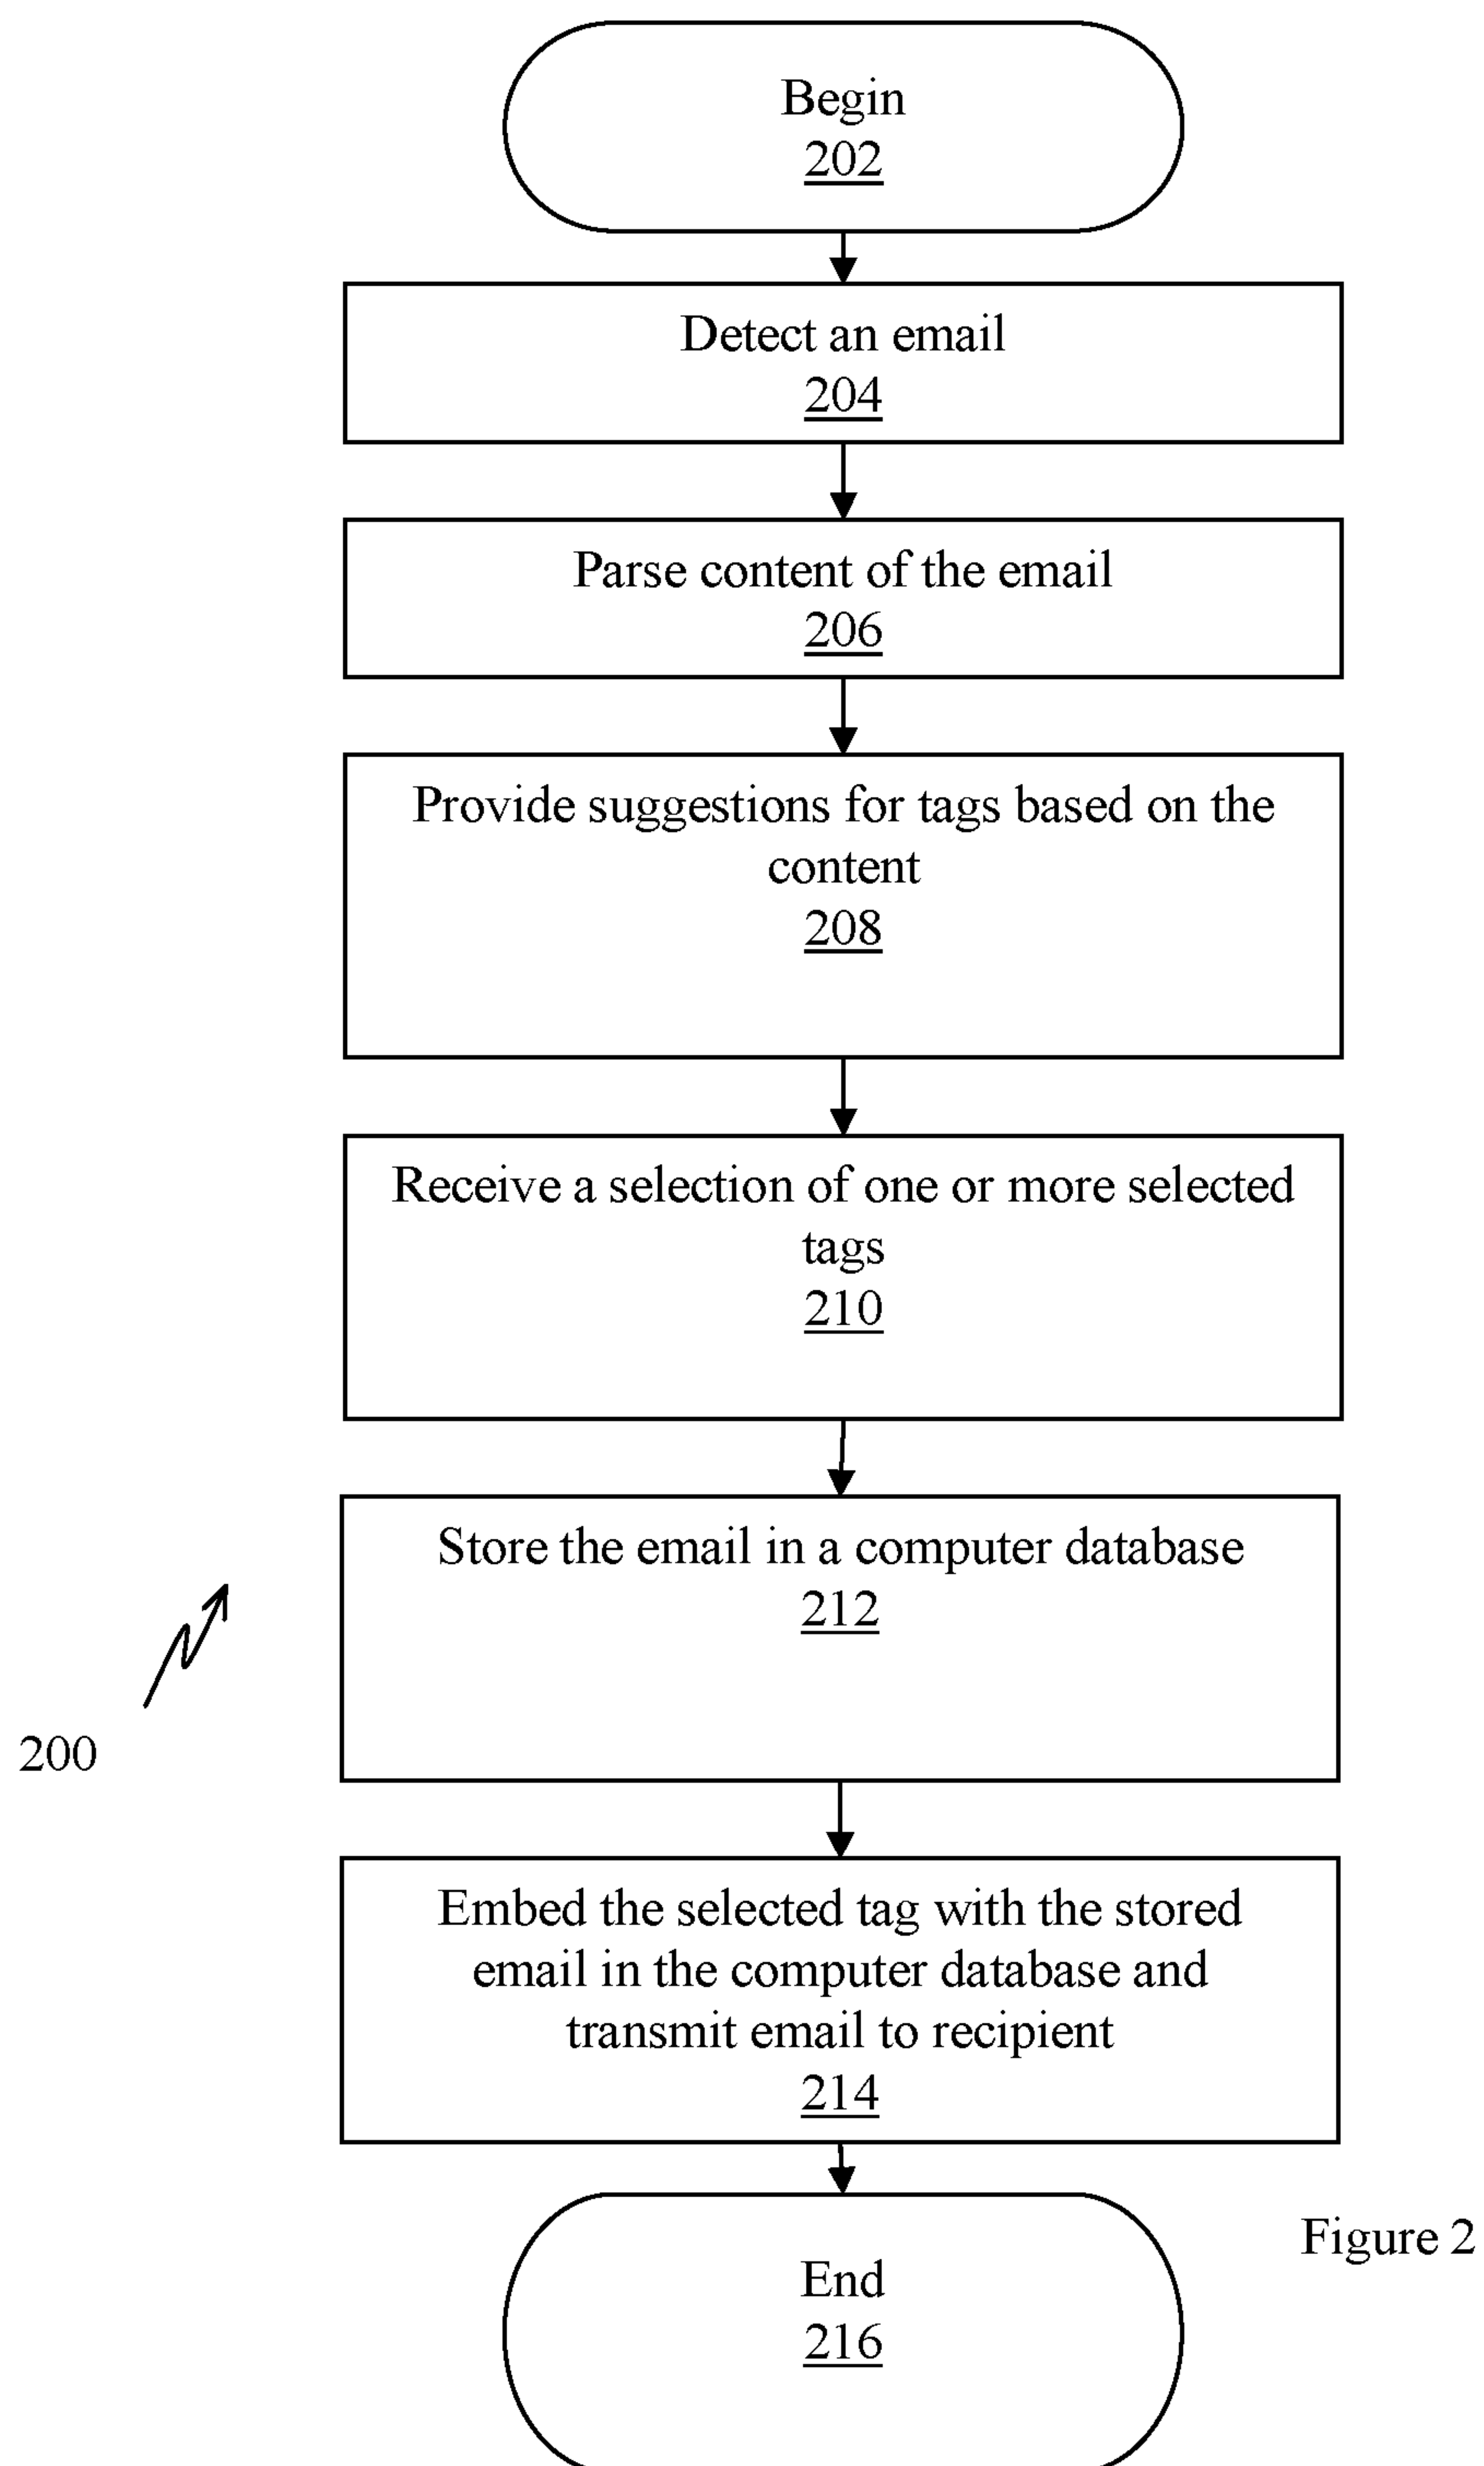 Begin
202
Detect an email
204
Parse content of the email
206
Provide suggestions for tags based on the
content
208
Receive a selection of one or more selected
tags
210
Store the email in a computer database
212
200
Embed the selected tag with the stored
email in the computer database and
transmit email to recipient
214
Figure 2
End
216